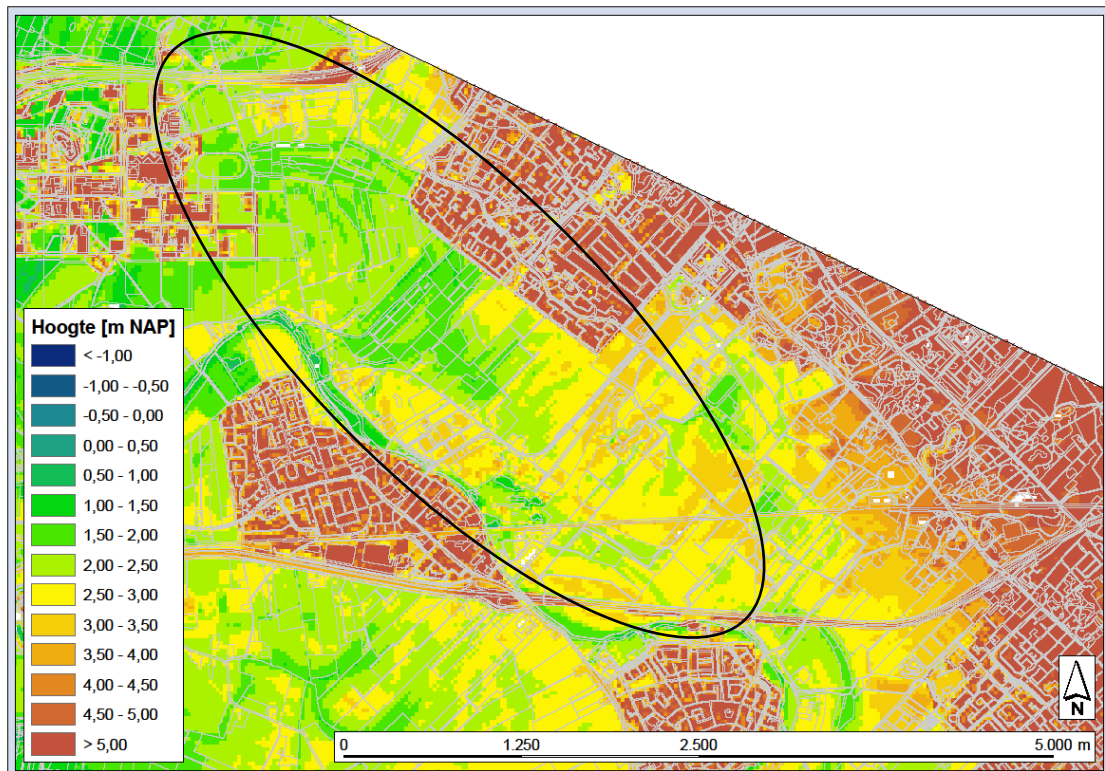 Hoogte [m NAP]
< -1,00
-1,00 - -0,50
-0,50 - 0,00
0,00 - 0,50
0,50 - 1,00
1,00 - 1,50
1,50 - 2,00
2,00 - 2,50
2,50 - 3,00
3,00 - 3,50
3,50 - 4,00
4,00 - 4,50
4,50 - 5,00
> 5,00
N
0 1.250 2.500 5.000 m